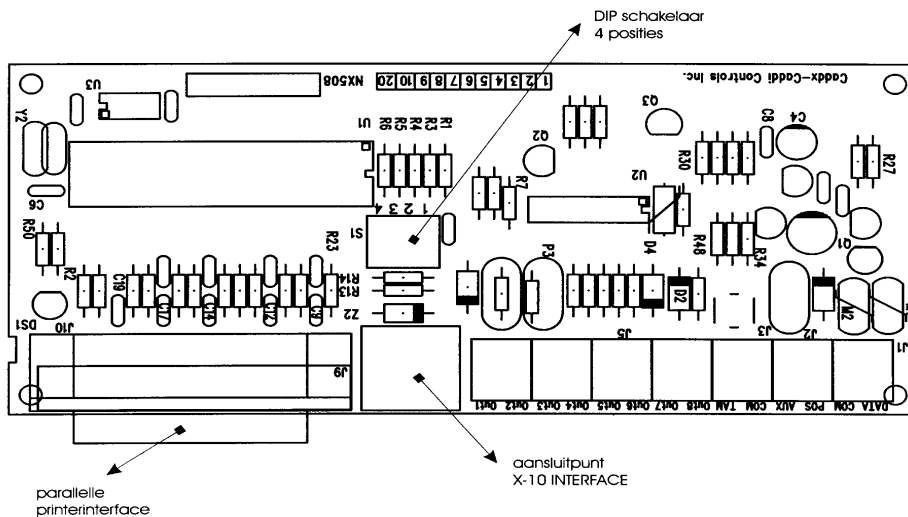 DIP schakelaar
4 posities
Caddx-Caddi Controls Inc.
NX508
20 10 9 8 7 6 5 4 3 2 1
U3
Y2
U1
R6
R5
R4
R3
R1
Q3
Q2
C8
C4
R30
R27
U2
R7
C6
4 3 2 1
S1
R50
R2
R23
C19
R14
R13
Z2
P3
D4
R48
D2
R34
Q1
DS1
J10
C17
C12
C9
J5
J3
J2
M2
J1
J9
Out1 Out2 Out3 Out4 Out5 Out6 Out7 Out8 TAM COM AUX POS COM DATA
aansluitpunt
X-10 INTERFACE
parallelle
printerinterface